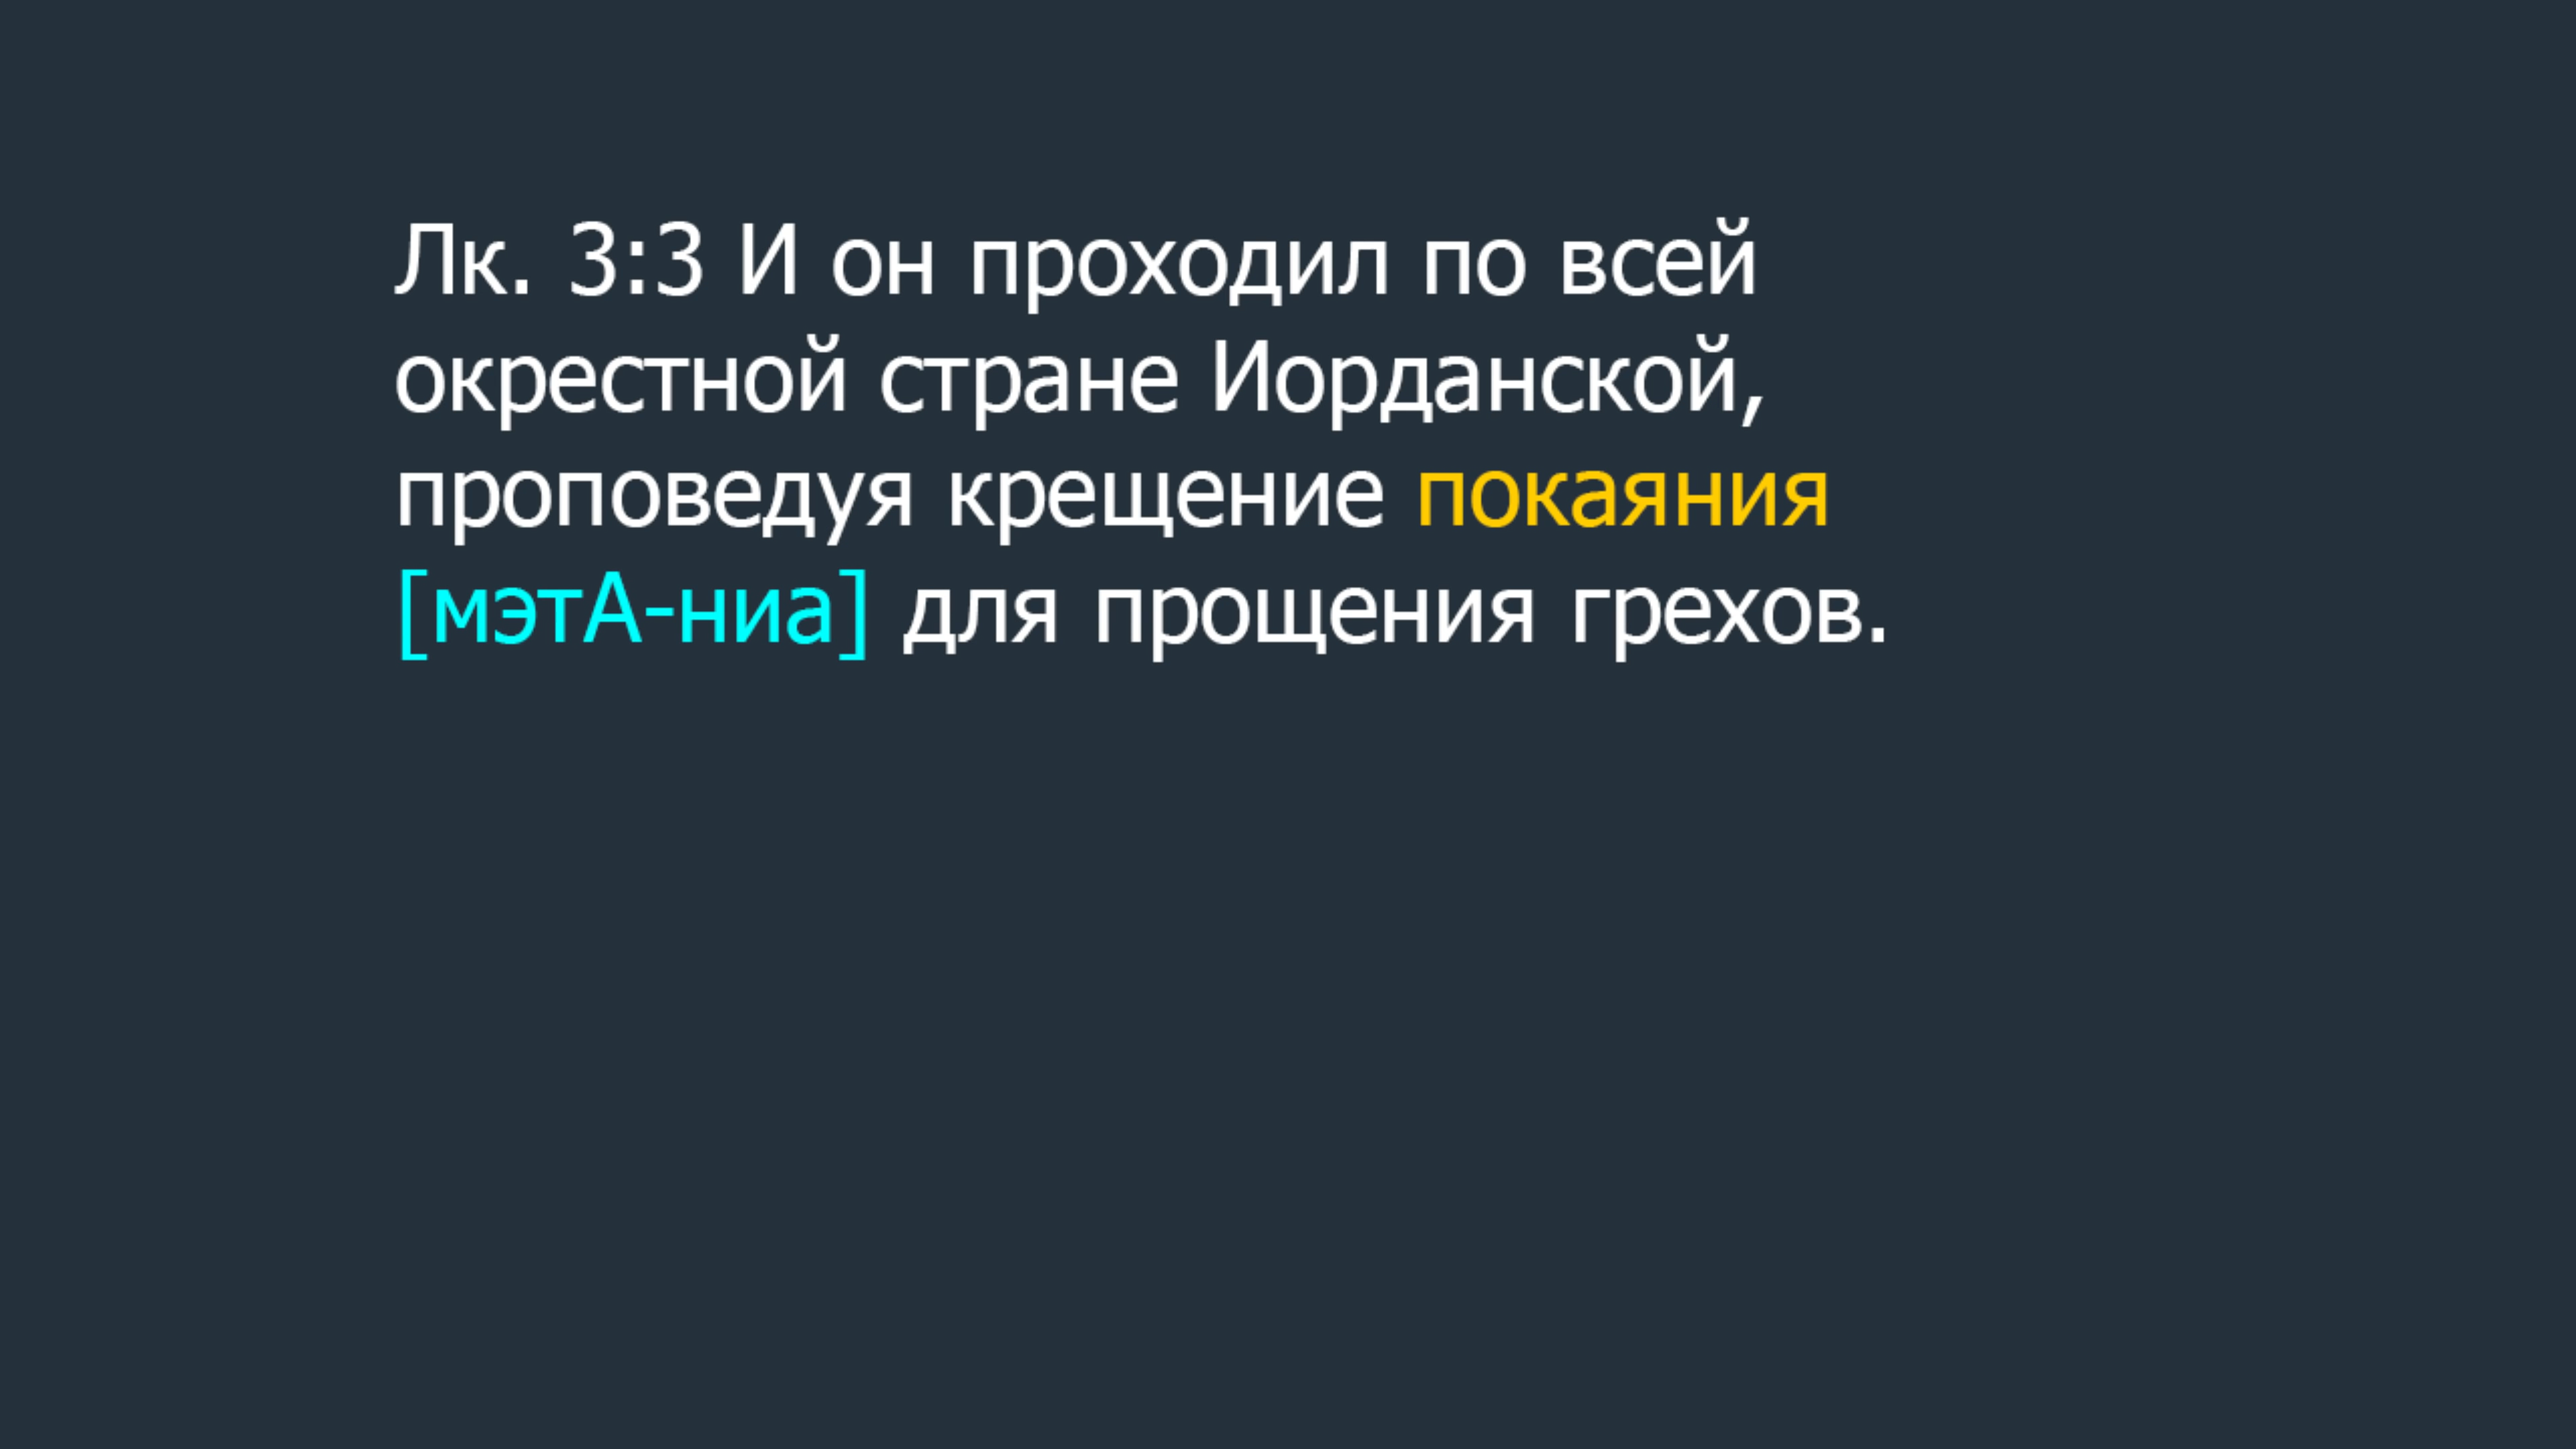 Лк. 3:3 И он проходил по всей
окрестной стране Иорданской,
проповедуя крещение покаяния
[мэтА-ниа] для прощения грехов.